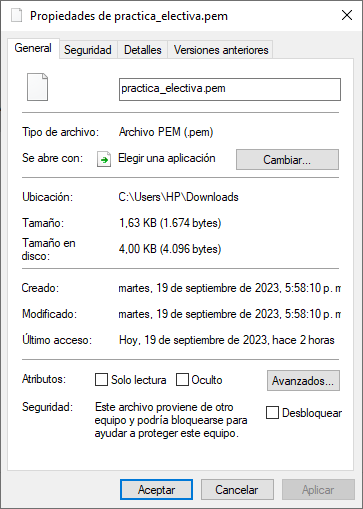 Propiedades de practica_electiva.pem
General Seguridad Detalles Versiones anteriores
practica_electiva.pem
Tipo de archivo: Archivo PEM (.pem)
Se abre con: Elegir una aplicación Cambiar...
Ubicación: C:\Users\HP\Downloads
Tamaño: 1,63 KB (1.674 bytes)
Tamaño en
disco: 4,00 KB (4.096 bytes)
Creado: martes, 19 de septiembre de 2023, 5:58:10 p. m
Modificado: martes, 19 de septiembre de 2023, 5:58:10 p. m
Último acceso: Hoy, 19 de septiembre de 2023, hace 2 horas
Atributos: Solo lectura Oculto Avanzados...
Seguridad: Este archivo proviene de otro
equipo y podría bloquearse para Desbloquear
ayudar a proteger este equipo.
Aceptar Cancelar Aplicar